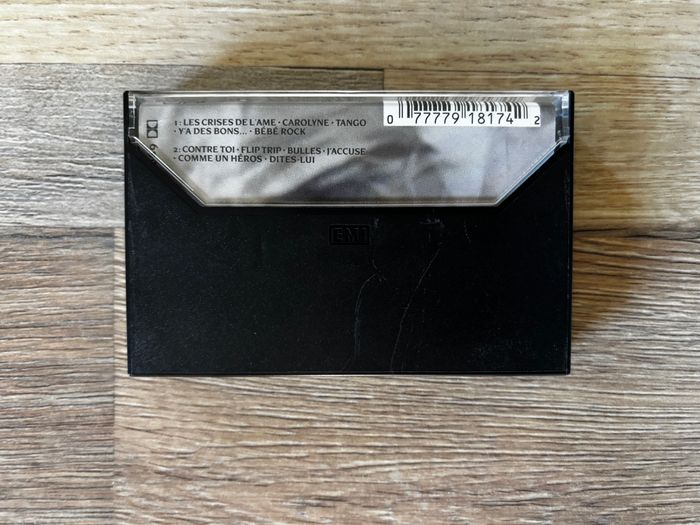 1 : LES CRISES DE L'AME • CAROLYNE • TANGO
• Y'A DES BONS... • BÉBÉ ROCK
2 : CONTRE TOI • FLIP TRIP • BULLES • J'ACCUSE
• COMME UN HÉROS • DITES-LUI
0 77779 18174 2
EMI